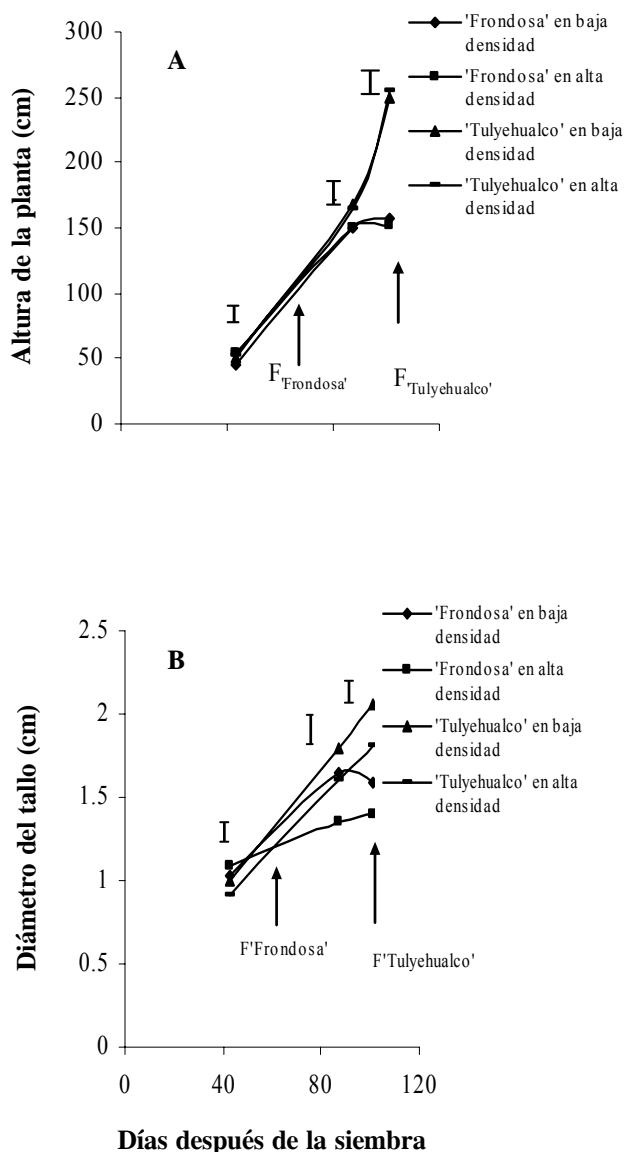 A
Altura de la planta (cm)
300
250
200
150
100
50
0
'Frondosa' en baja
densidad
'Frondosa' en alta
densidad
'Tulyehualco' en baja
densidad
'Tulyehualco' en alta
densidad
F'Frondosa'
F'Tulyehualco'
B
Diámetro del tallo (cm)
2.5
2
1.5
1
0.5
0
'Frondosa' en baja
densidad
'Frondosa' en alta
densidad
'Tulyehualco' en baja
densidad
'Tulyehualco' en alta
densidad
F'Frondosa'
F'Tulyehualco'
0 40 80 120
Días después de la siembra